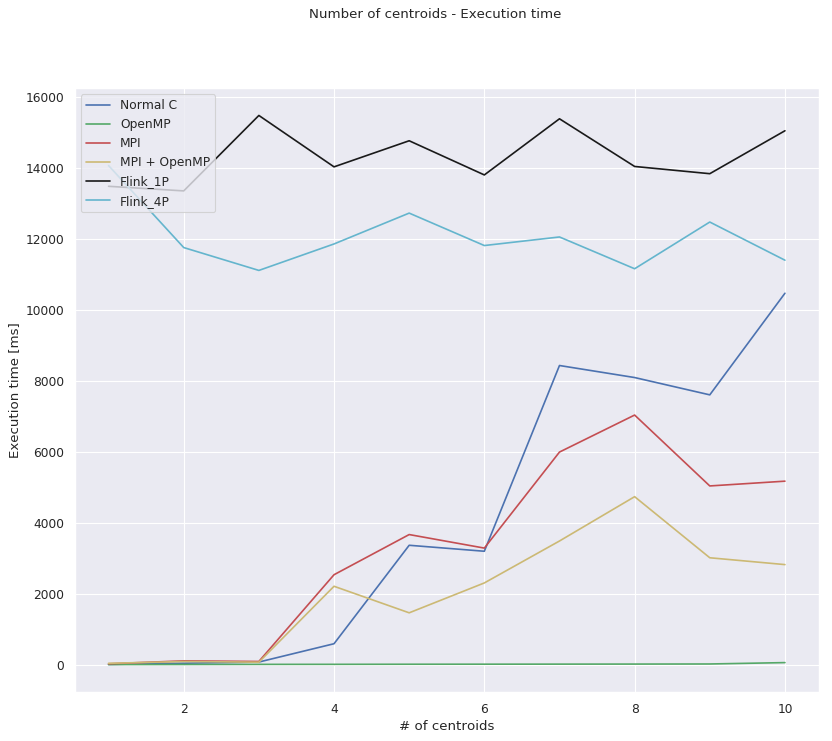 Number of centroids - Execution time
Normal C
OpenMP
MPI
MPI + OpenMP
Flink_1P
Flink_4P
16000
14000
12000
10000
8000
6000
4000
2000
0
Execution time [ms]
2 4 6 8 10
# of centroids